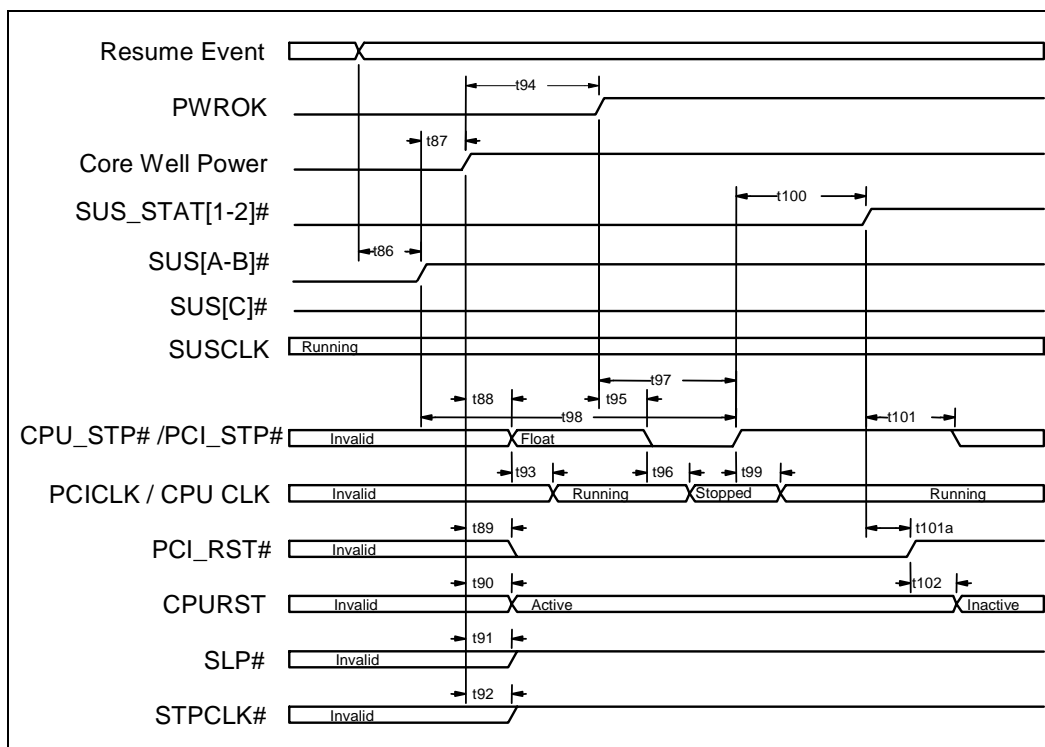 Resume Event
t94
PWROK
t87
Core Well Power
t100
SUS_STAT[1-2]#
t86
SUS[A-B]#
SUS[C]#
SUSCLK Running
t97
t88 t95
t98 t101
CPU_STP# /PCI_STP# Invalid Float
t93 t96 t99
PCICLK / CPU CLK Invalid Running Stopped Running
t89 t101a
PCI_RST# Invalid
t90 t102
CPURST Invalid Active Inactive
t91
SLP# Invalid
t92
STPCLK# Invalid